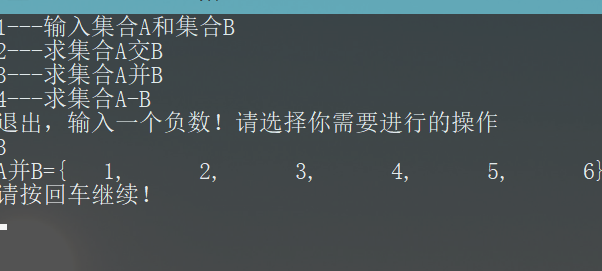 1---输入集合A和集合B
2---求集合A交B
3---求集合A并B
4---求集合A-B
退出，输入一个负数！请选择你需要进行的操作
3
A并B={   1,      2,      3,      4,      5,      6}
请按回车继续！